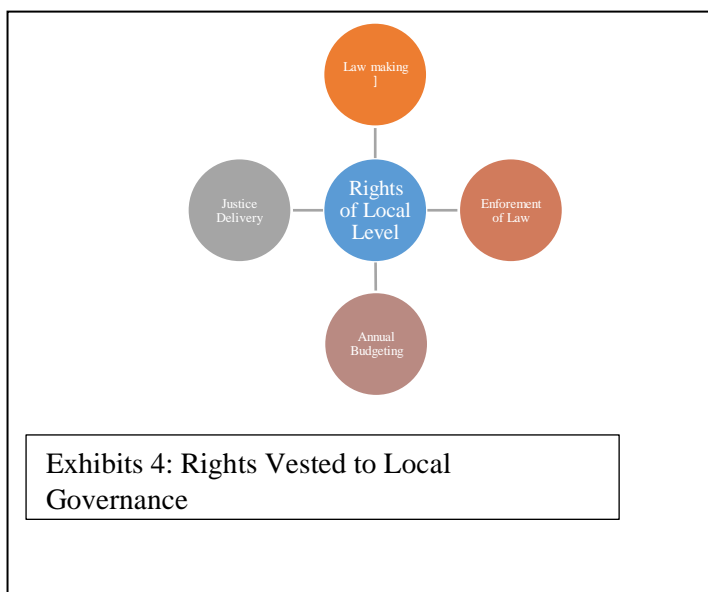 Law making
]
Justice
Delivery
Rights
of Local
Level
Enforement
of Law
Annual
Budgeting
Exhibits 4: Rights Vested to Local
Governance